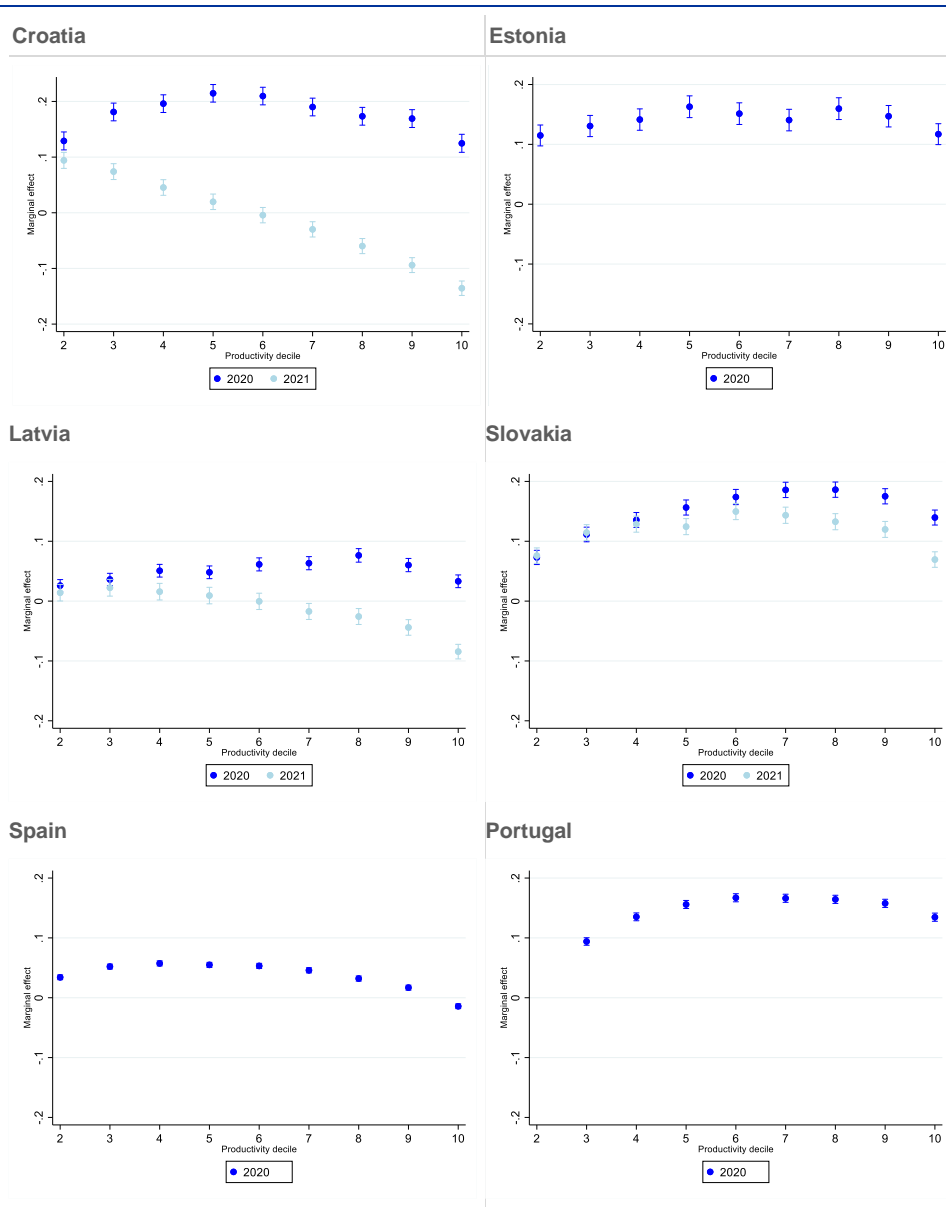 Croatia
Estonia
.2
.1
0
-.1
-.2
Marginal effect
2 3 4 5 6 7 8 9 10
Productivity decile
2020 2021
.2
.1
0
-.1
-.2
Marginal effect
2 3 4 5 6 7 8 9 10
Productivity decile
2020
Latvia
Slovakia
.2
.1
0
-.1
-.2
Marginal effect
2 3 4 5 6 7 8 9 10
Productivity decile
2020 2021
.2
.1
0
-.1
-.2
Marginal effect
2 3 4 5 6 7 8 9 10
Productivity decile
2020 2021
Spain
Portugal
.2
.1
0
-.1
-.2
Marginal effect
2 3 4 5 6 7 8 9 10
Productivity decile
2020
.2
.1
0
-.1
-.2
Marginal effect
2 3 4 5 6 7 8 9 10
Productivity decile
2020